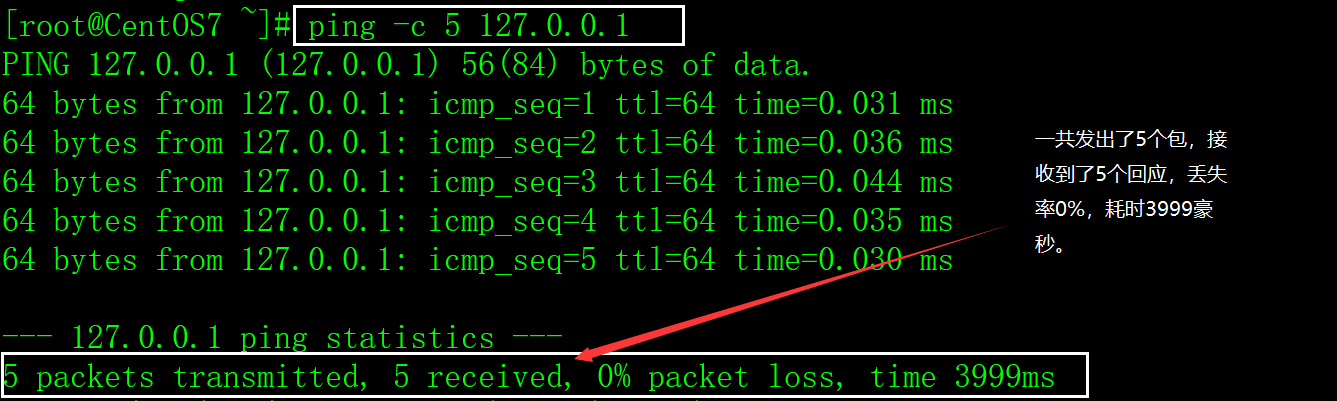 [root@CentOS7 ~]# ping -c 5 127.0.0.1
PING 127.0.0.1 (127.0.0.1) 56(84) bytes of data.
64 bytes from 127.0.0.1: icmp_seq=1 ttl=64 time=0.031 ms
64 bytes from 127.0.0.1: icmp_seq=2 ttl=64 time=0.036 ms
64 bytes from 127.0.0.1: icmp_seq=3 ttl=64 time=0.044 ms
64 bytes from 127.0.0.1: icmp_seq=4 ttl=64 time=0.035 ms
64 bytes from 127.0.0.1: icmp_seq=5 ttl=64 time=0.030 ms
--- 127.0.0.1 ping statistics ---
5 packets transmitted, 5 received, 0% packet loss, time 3999ms
一共发出了5个包，接
收到了5个回应，丢失
率0%，耗时3999豪
秒。